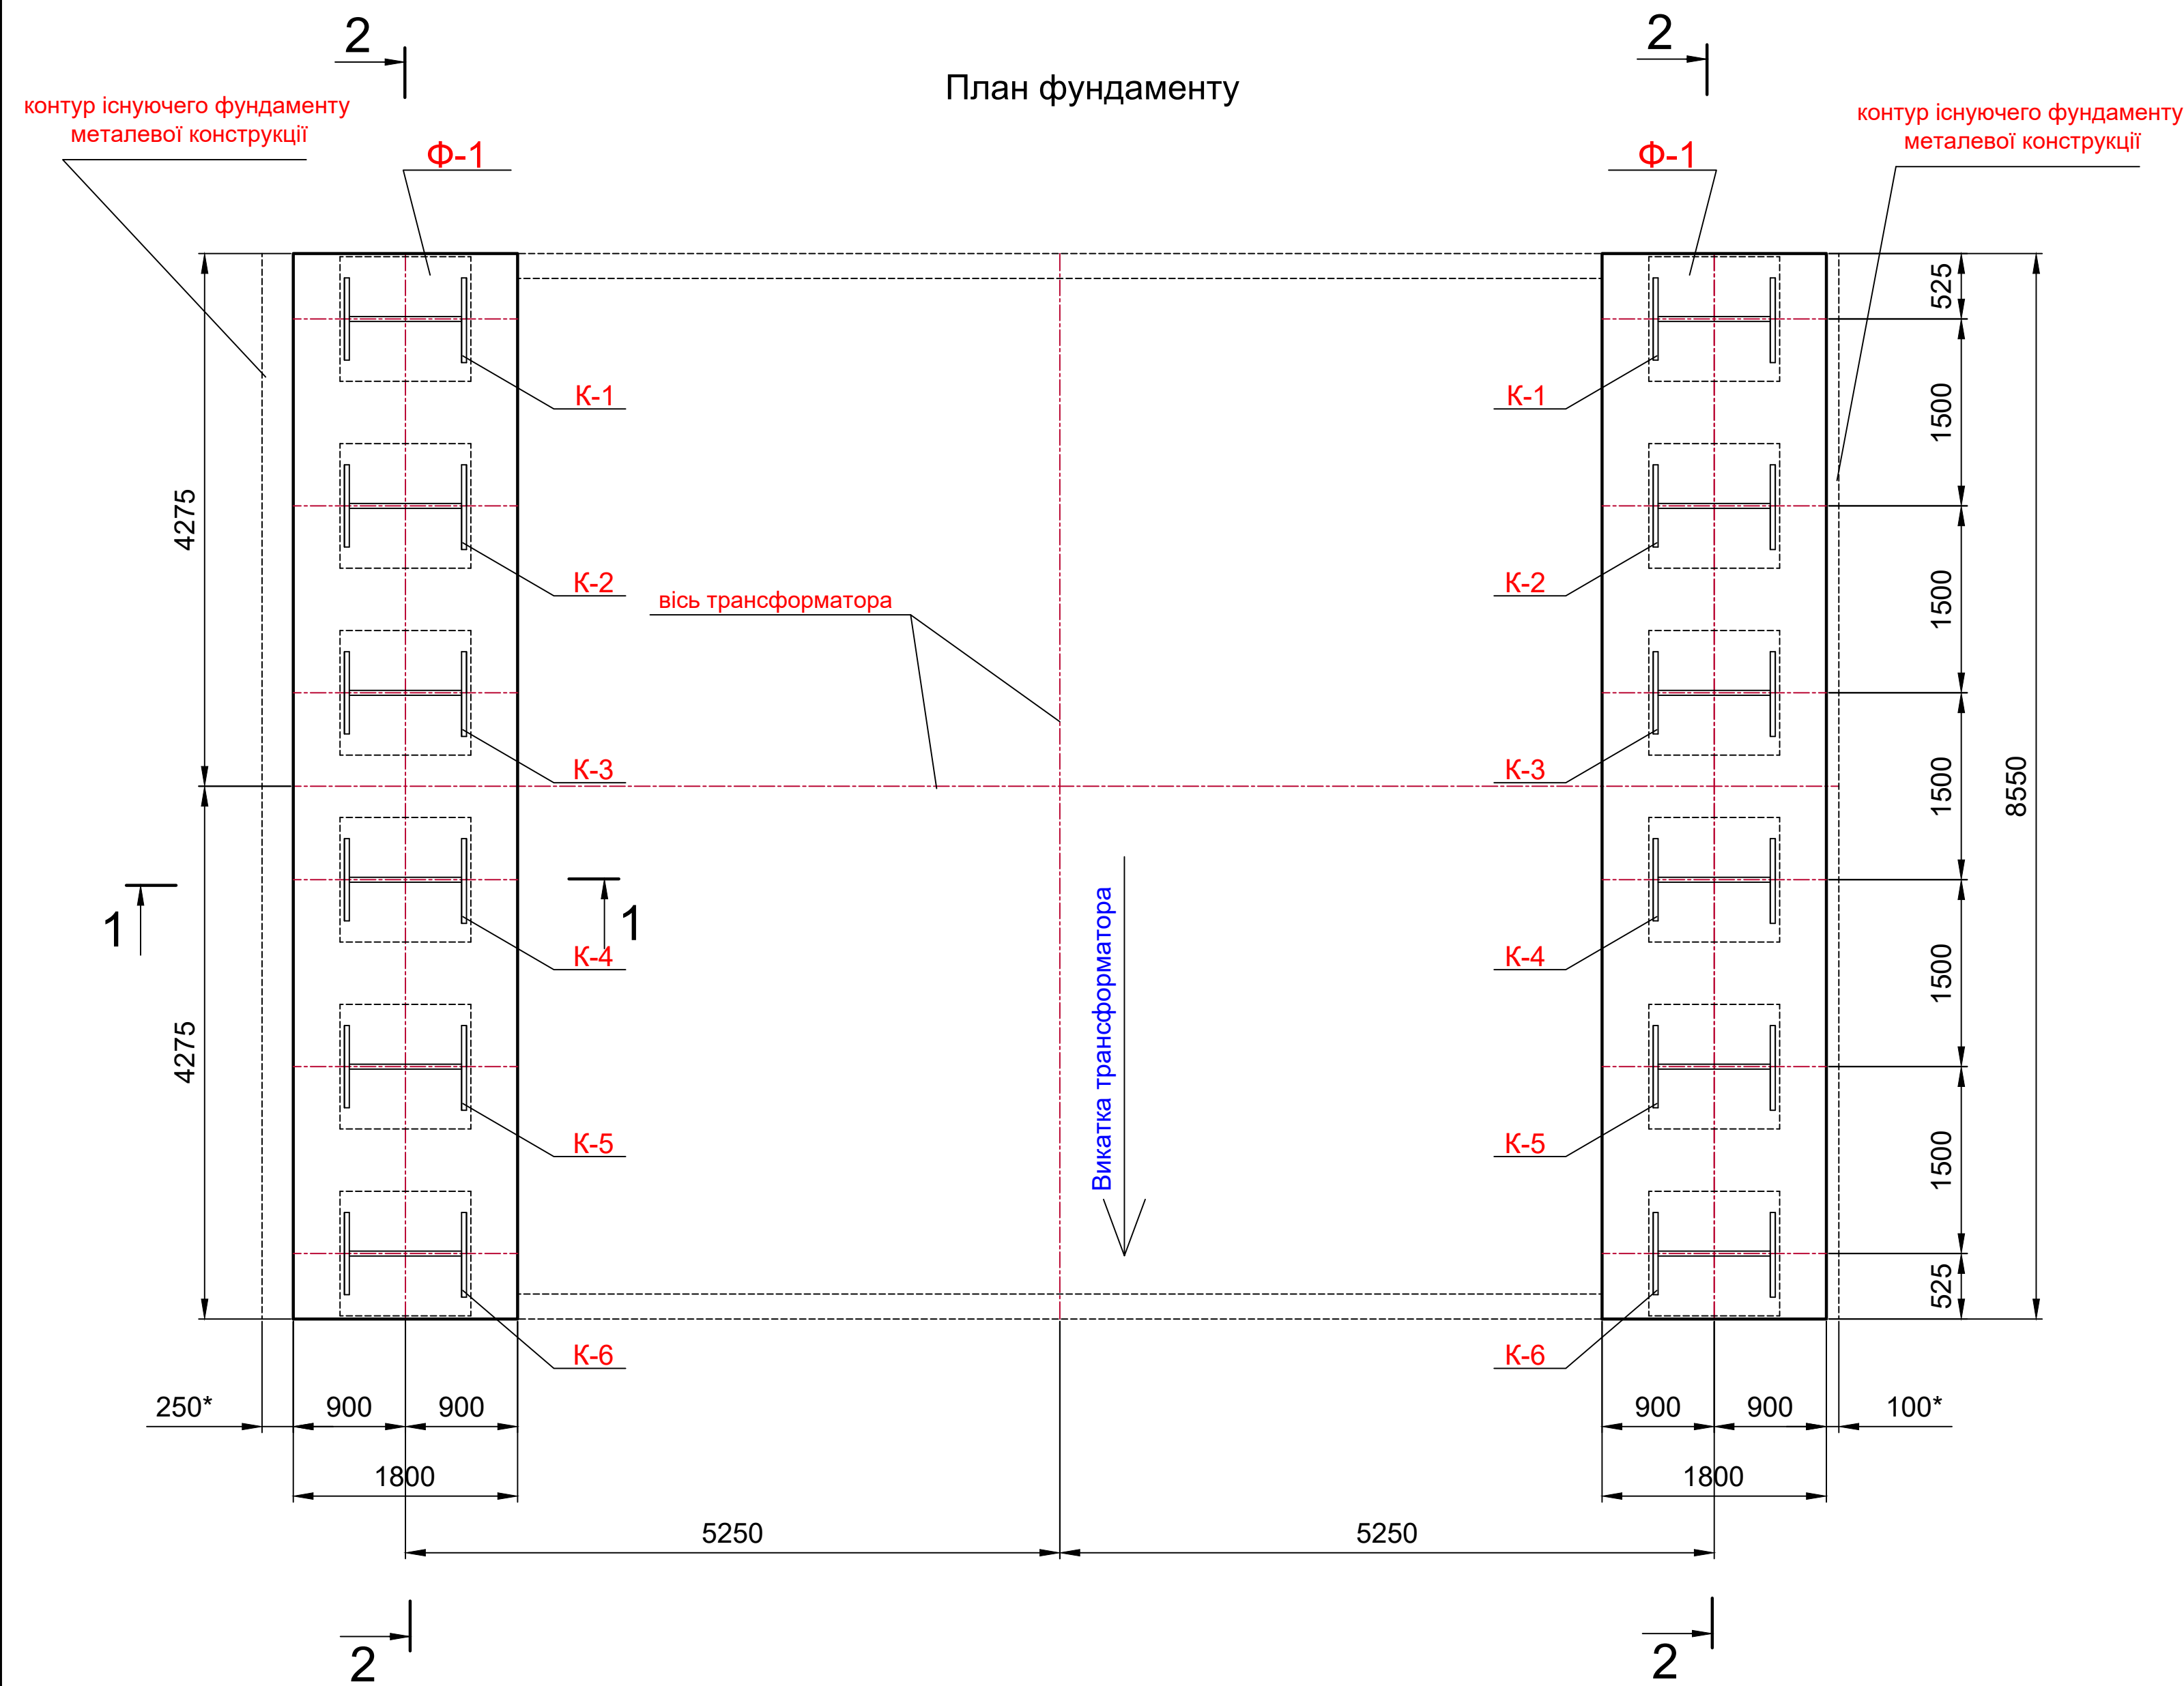 2
2
План фундаменту
контур існуючего фундаменту
металевої конструкції
контур існуючего фундаменту
металевої конструкції
Ф-1
Ф-1
525
К-1
К-1
1500
4275
К-2
К-2
1500
вісь трансформатора
К-3
К-3
1500
8550
1
1
К-4
К-4
1500
Викатка трансформатора
4275
К-5
К-5
1500
525
К-6
К-6
250*
900
900
900
900
100*
1800
1800
5250
5250
2
2